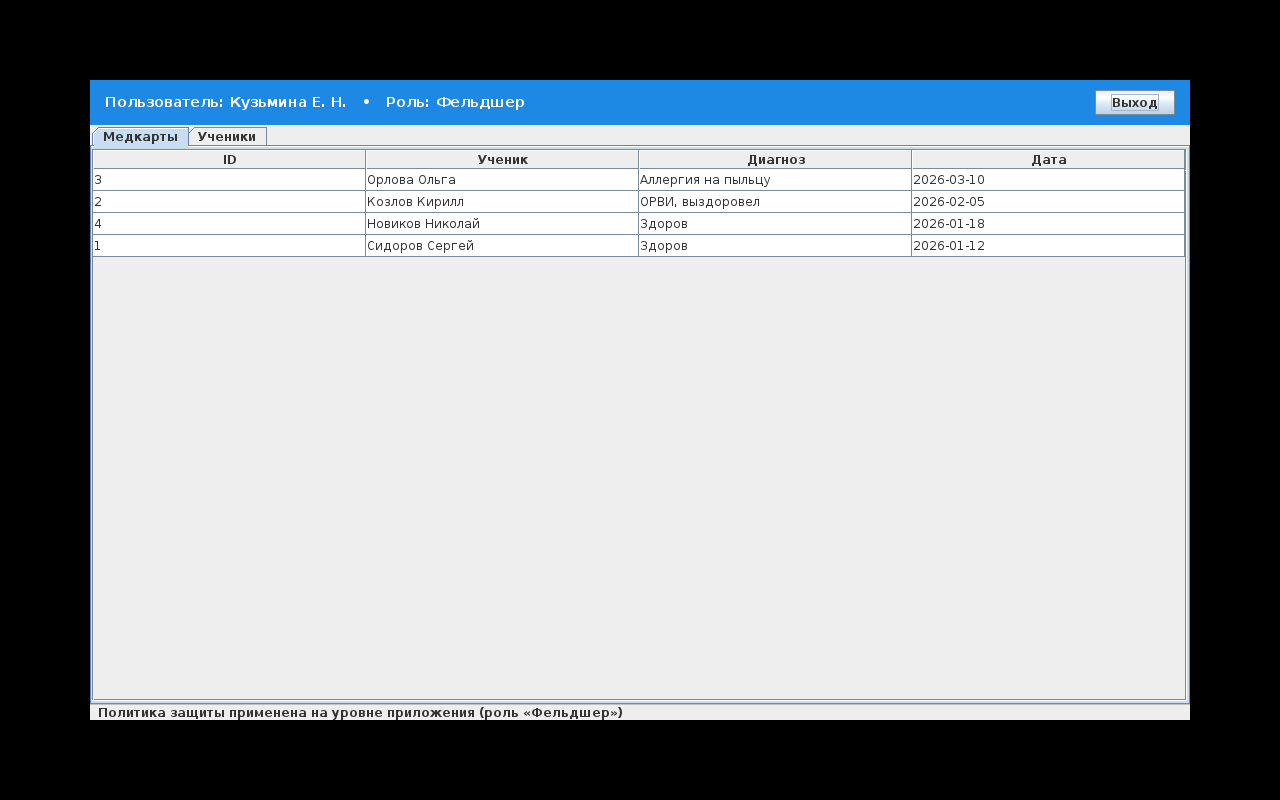 Пользователь: Кузьмина Е. Н. • Роль: Фельдшер
Выход
Медкарты Ученики
ID Ученик Диагноз Дата
3 Орлова Ольга Аллергия на пыльцу 2026-03-10
2 Козлов Кирилл ОРВИ, выздоровел 2026-02-05
4 Новиков Николай Здоров 2026-01-18
1 Сидоров Сергей Здоров 2026-01-12
Политика защиты применена на уровне приложения (роль «Фельдшер»)